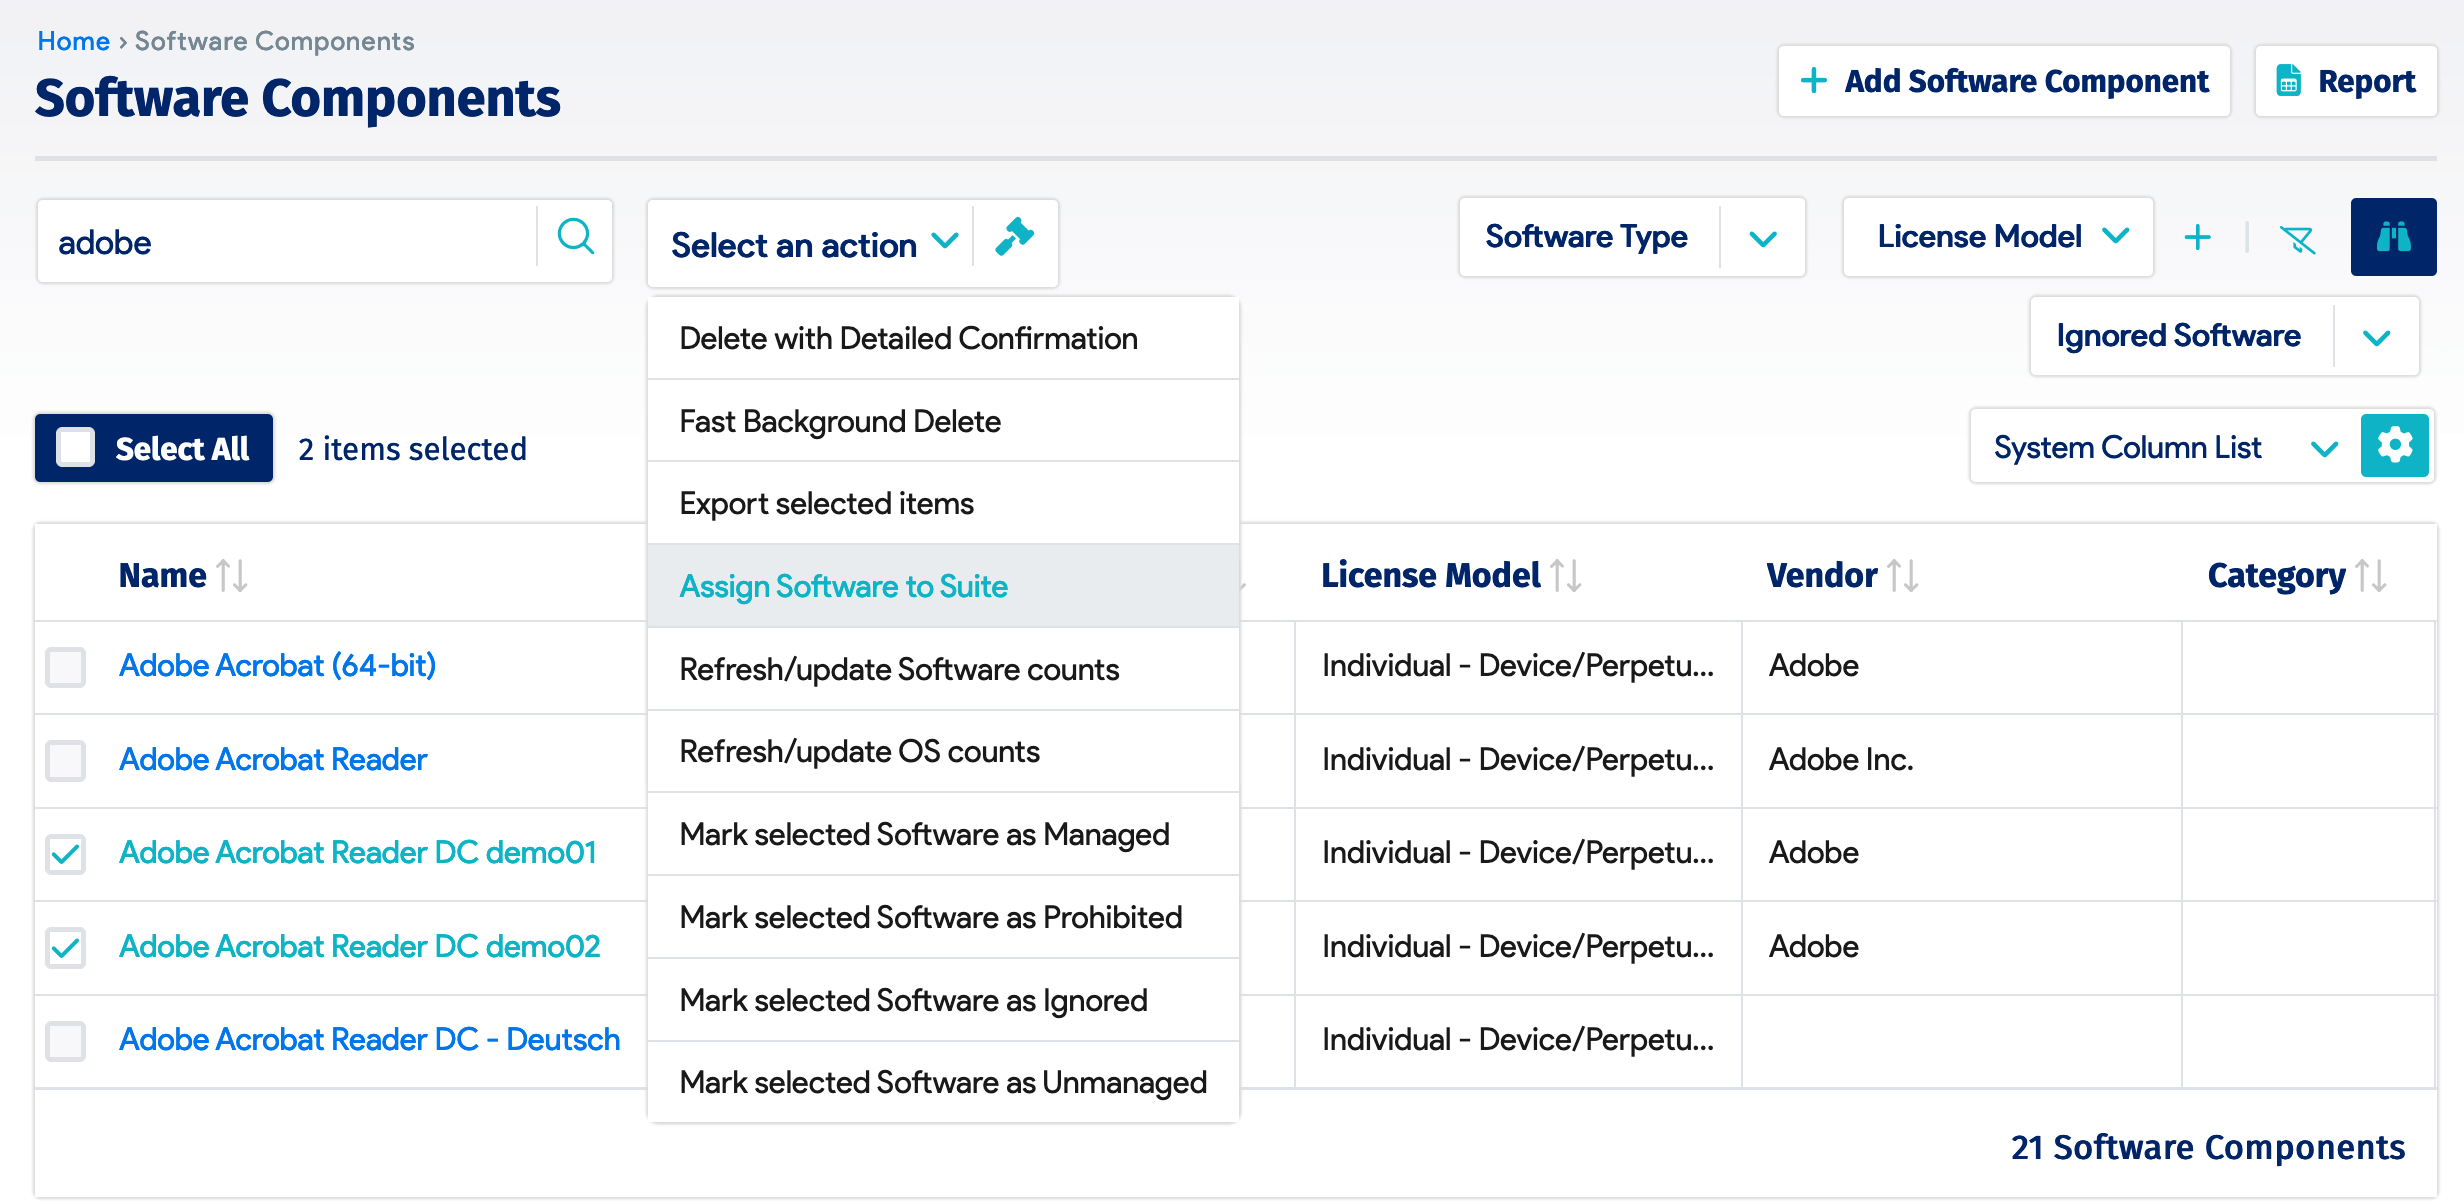 Home › Software Components
Software Components
Add Software Component
Report
adobe
Select an action
Software Type
License Model
Ignored Software
Delete with Detailed Confirmation
Fast Background Delete
Export selected items
Assign Software to Suite
Refresh/update Software counts
Refresh/update OS counts
Mark selected Software as Managed
Mark selected Software as Prohibited
Mark selected Software as Ignored
Mark selected Software as Unmanaged
Select All
2 items selected
System Column List
Name License Model Vendor Category
Adobe Acrobat (64-bit) Individual - Device/Perpetu... Adobe
Adobe Acrobat Reader Individual - Device/Perpetu... Adobe Inc.
Adobe Acrobat Reader DC demo01 Individual - Device/Perpetu... Adobe
Adobe Acrobat Reader DC demo02 Individual - Device/Perpetu... Adobe
Adobe Acrobat Reader DC - Deutsch Individual - Device/Perpetu...
21 Software Components